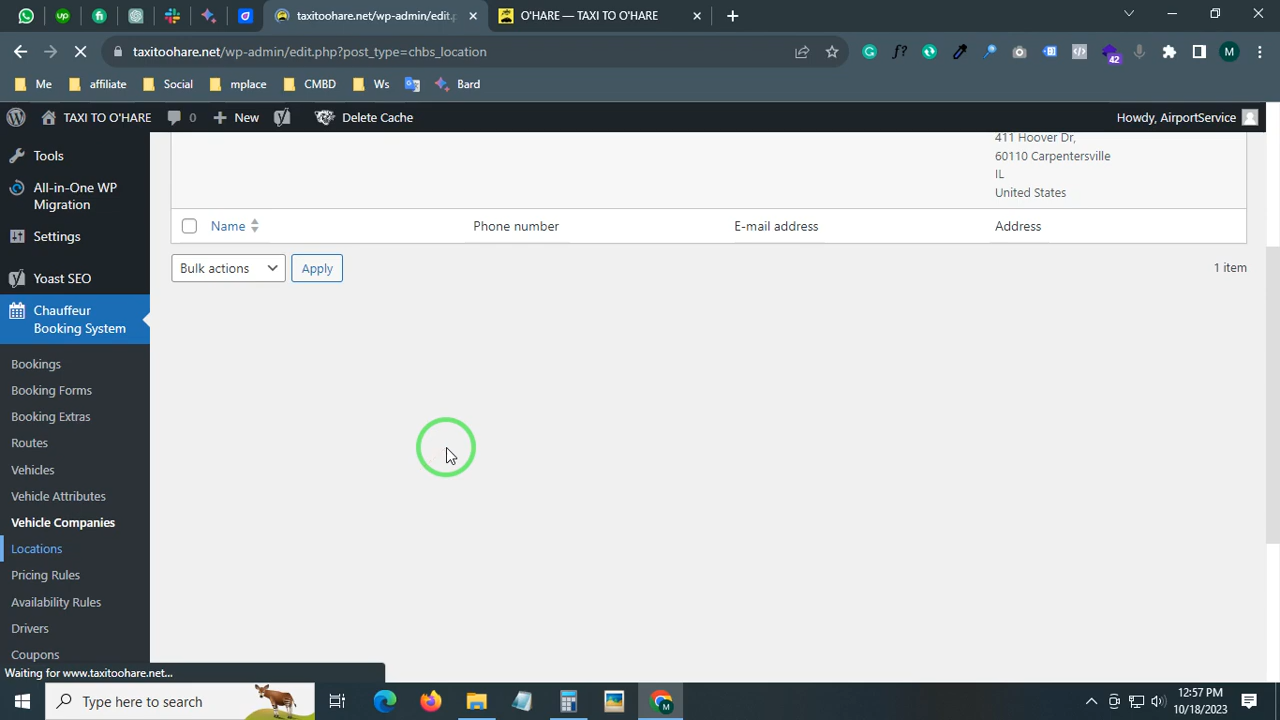 taxitoohare.net/wp-admin/edit.p
O'HARE — TAXI TO O'HARE
taxitoohare.net/wp-admin/edit.php?post_type=chbs_location
f?
42
M
Me
affiliate
Social
mplace
CMBD
Ws
Bard
TAXI TO O'HARE
0
New
Delete Cache
Howdy, AirportService
Tools
All-in-One WP
Migration
Settings
Yoast SEO
Chauffeur
Booking System
Bookings
Booking Forms
Booking Extras
Routes
Vehicles
Vehicle Attributes
Vehicle Companies
Locations
Pricing Rules
Availability Rules
Drivers
Coupons
411 Hoover Dr,
60110 Carpentersville
IL
United States
Name
Phone number
E-mail address
Address
Bulk actions
Apply
1 item
Waiting for www.taxitoohare.net...
Type here to search
12:57 PM
10/18/2023